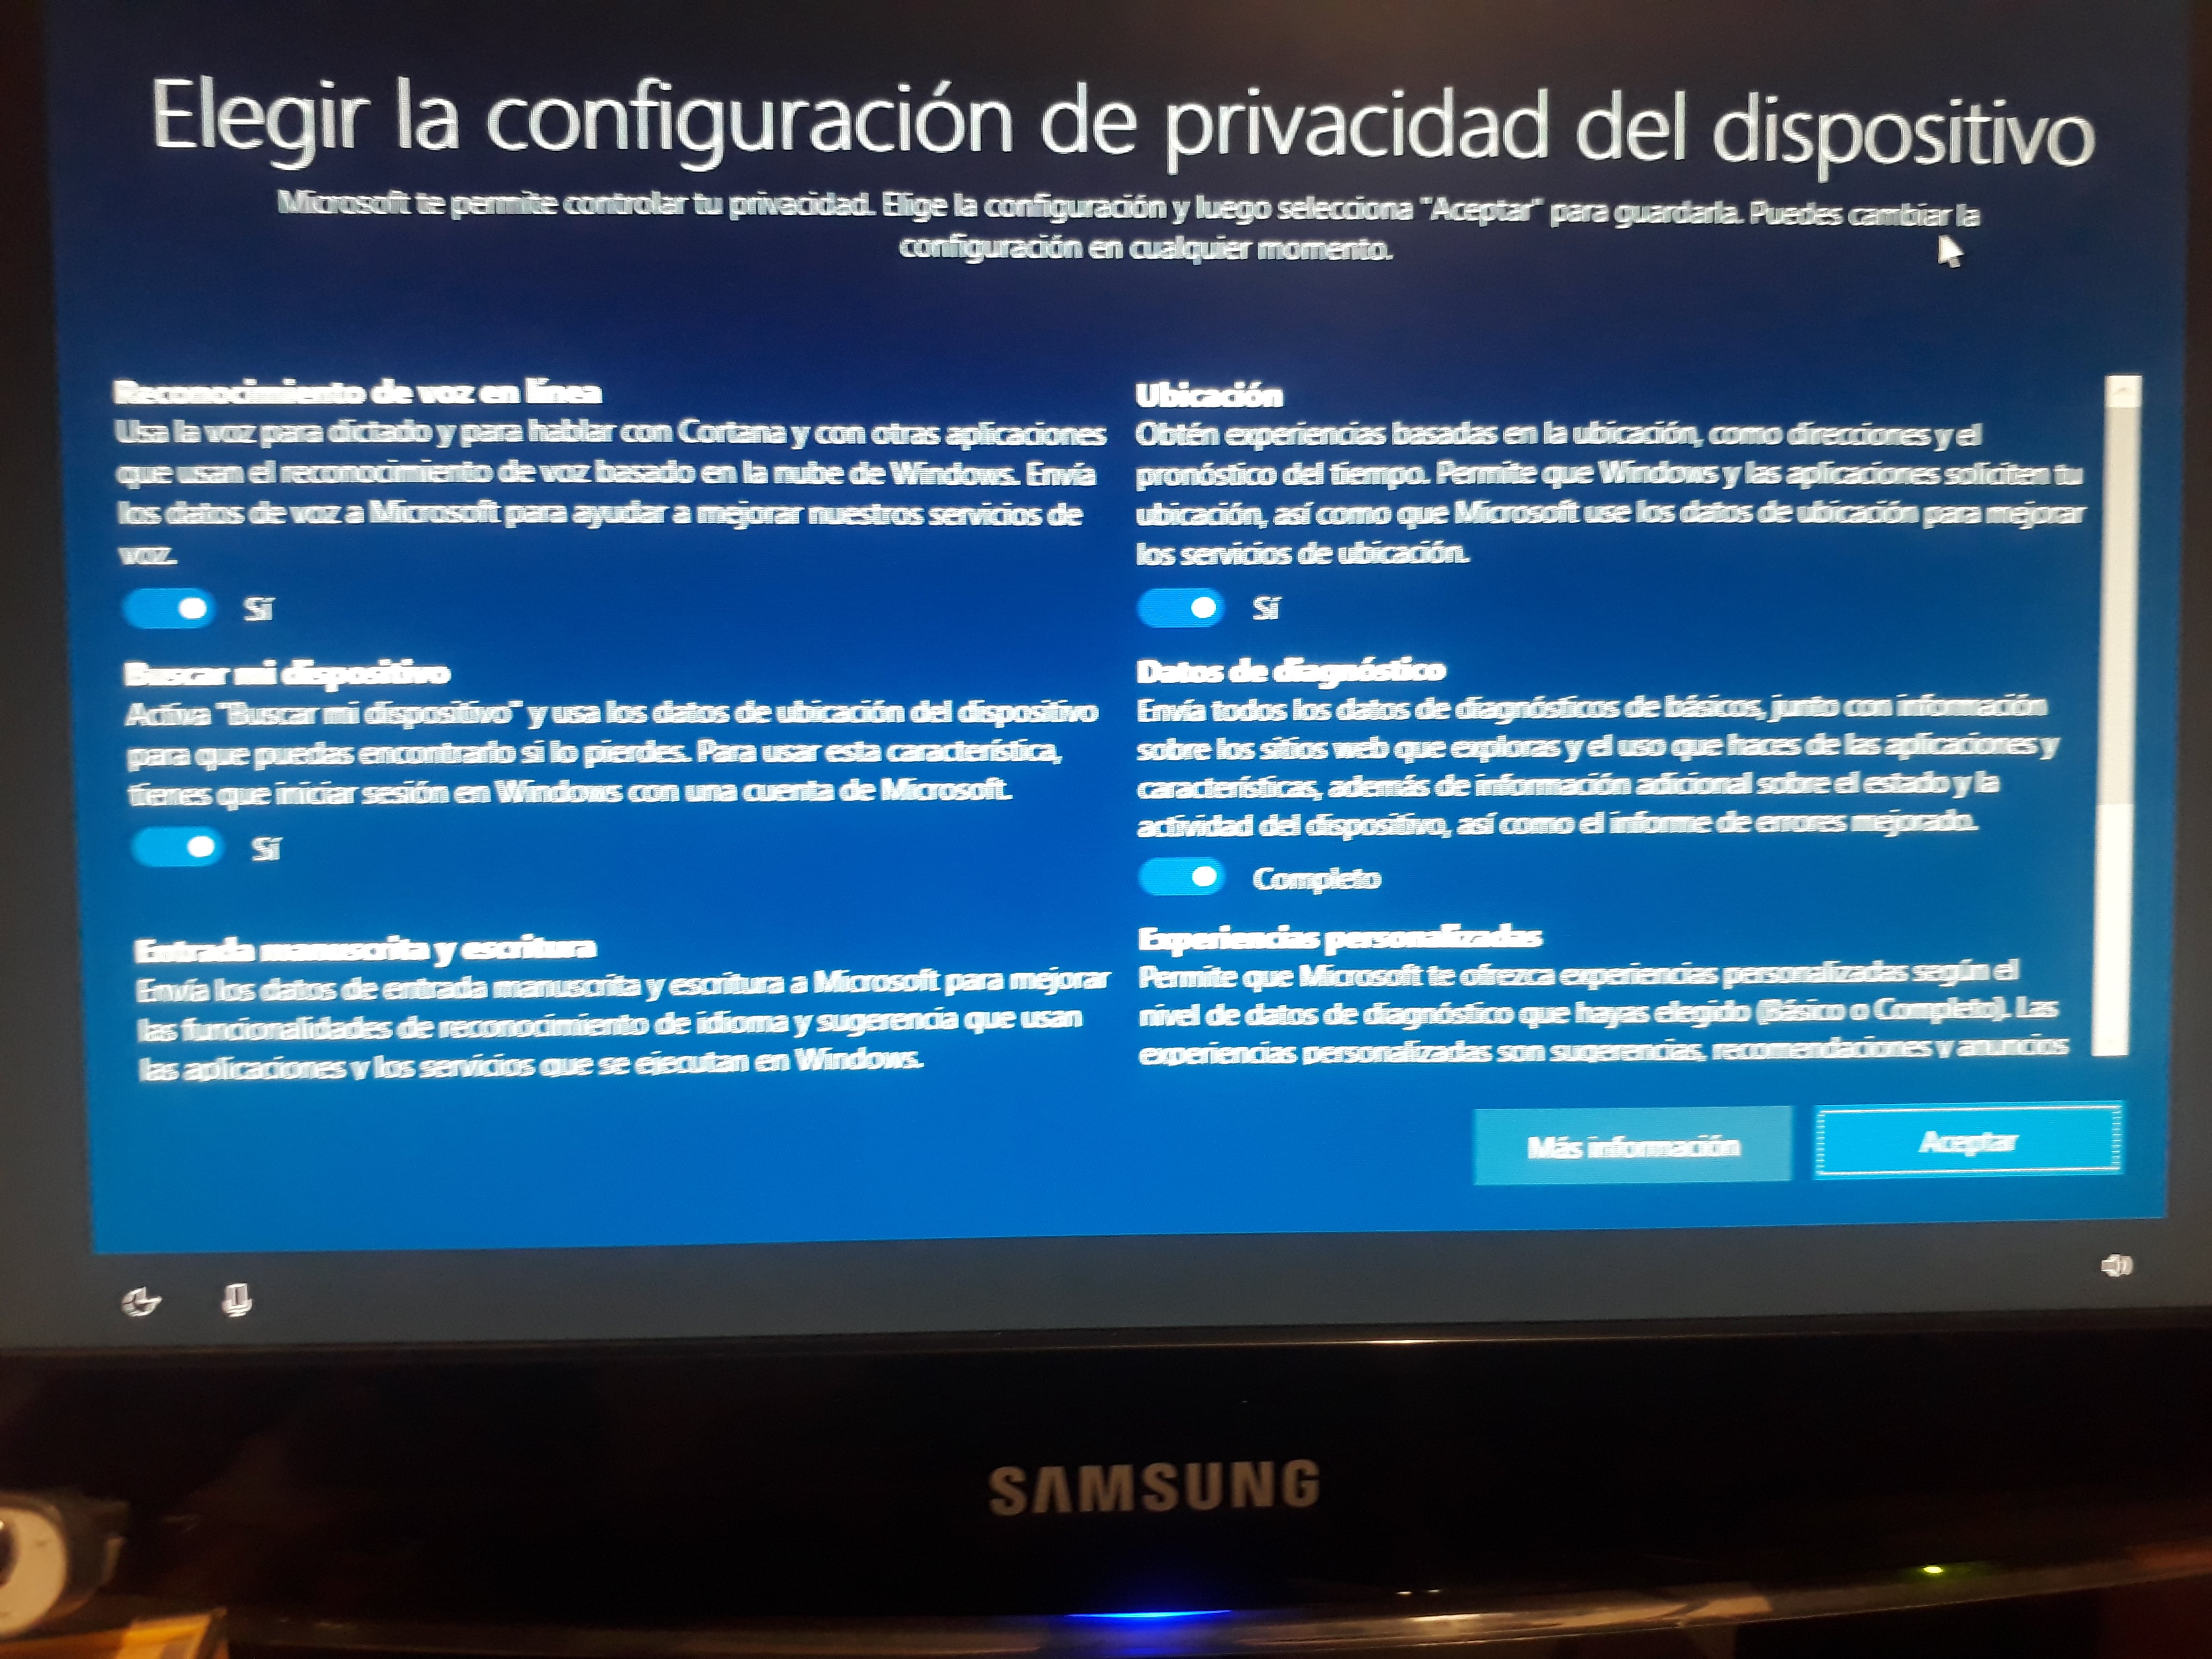 Elegir la configuración de privacidad del dispositivo
Microsoft te permite controlar tu privacidad. Elige la configuración y luego selecciona "Aceptar" para guardarla. Puedes cambiar la
configuración en cualquier momento.
Reconocimiento de voz en línea
Usa la voz para dictado y para hablar con Cortana y con otras aplicaciones
que usan el reconocimiento de voz basado en la nube de Windows. Envía
los datos de voz a Microsoft para ayudar a mejorar nuestros servicios de
voz.
Sí
Buscar mi dispositivo
Activa "Buscar mi dispositivo" y usa los datos de ubicación del dispositivo
para que puedas encontrarlo si lo pierdes. Para usar esta característica,
tienes que iniciar sesión en Windows con una cuenta de Microsoft.
Sí
Entrada manuscrita y escritura
Envía los datos de entrada manuscrita y escritura a Microsoft para mejorar
las funcionalidades de reconocimiento de idioma y sugerencia que usan
las aplicaciones y los servicios que se ejecutan en Windows.
Ubicación
Obtén experiencias basadas en la ubicación, como direcciones y el
pronóstico del tiempo. Permite que Windows y las aplicaciones soliciten tu
ubicación, así como que Microsoft use los datos de ubicación para mejorar
los servicios de ubicación.
Sí
Datos de diagnóstico
Envía todos los datos de diagnósticos de básicos, junto con información
sobre los sitios web que exploras y el uso que haces de las aplicaciones y
características, además de información adicional sobre el estado y la
actividad del dispositivo, así como el informe de errores mejorado.
Completo
Experiencias personalizadas
Permite que Microsoft te ofrezca experiencias personalizadas según el
nivel de datos de diagnóstico que hayas elegido (Básico o Completo). Las
experiencias personalizadas son sugerencias, recomendaciones y anuncios
Más información
Aceptar
SAMSUNG